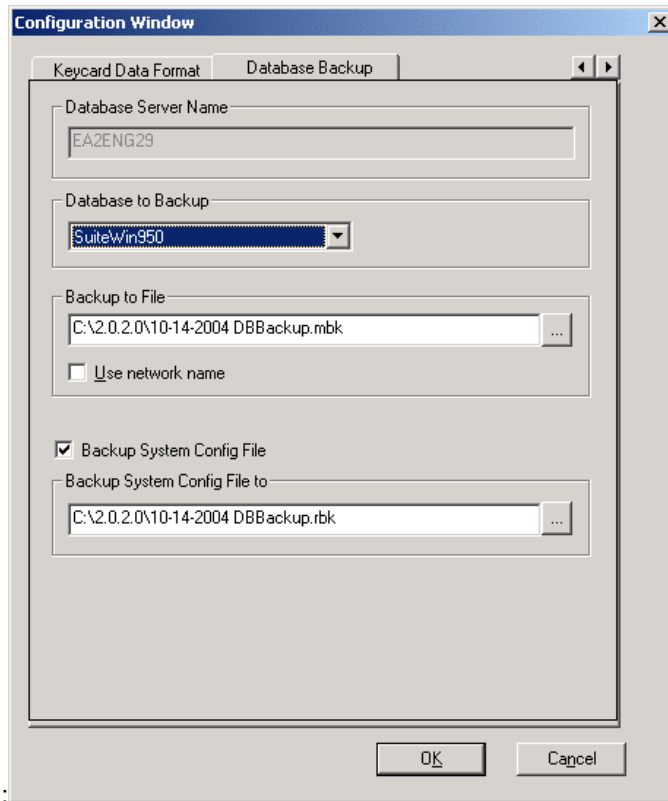 Configuration Window
Keycard Data Format Database Backup
Database Server Name
EA2ENG29
Database to Backup
SuiteWin950
Backup to File
C:\2.0.2.0\10-14-2004 DBBackup.mbk
...
Use network name
Backup System Config File
Backup System Config File to
C:\2.0.2.0\10-14-2004 DBBackup.rbk
...
OK Cancel
: